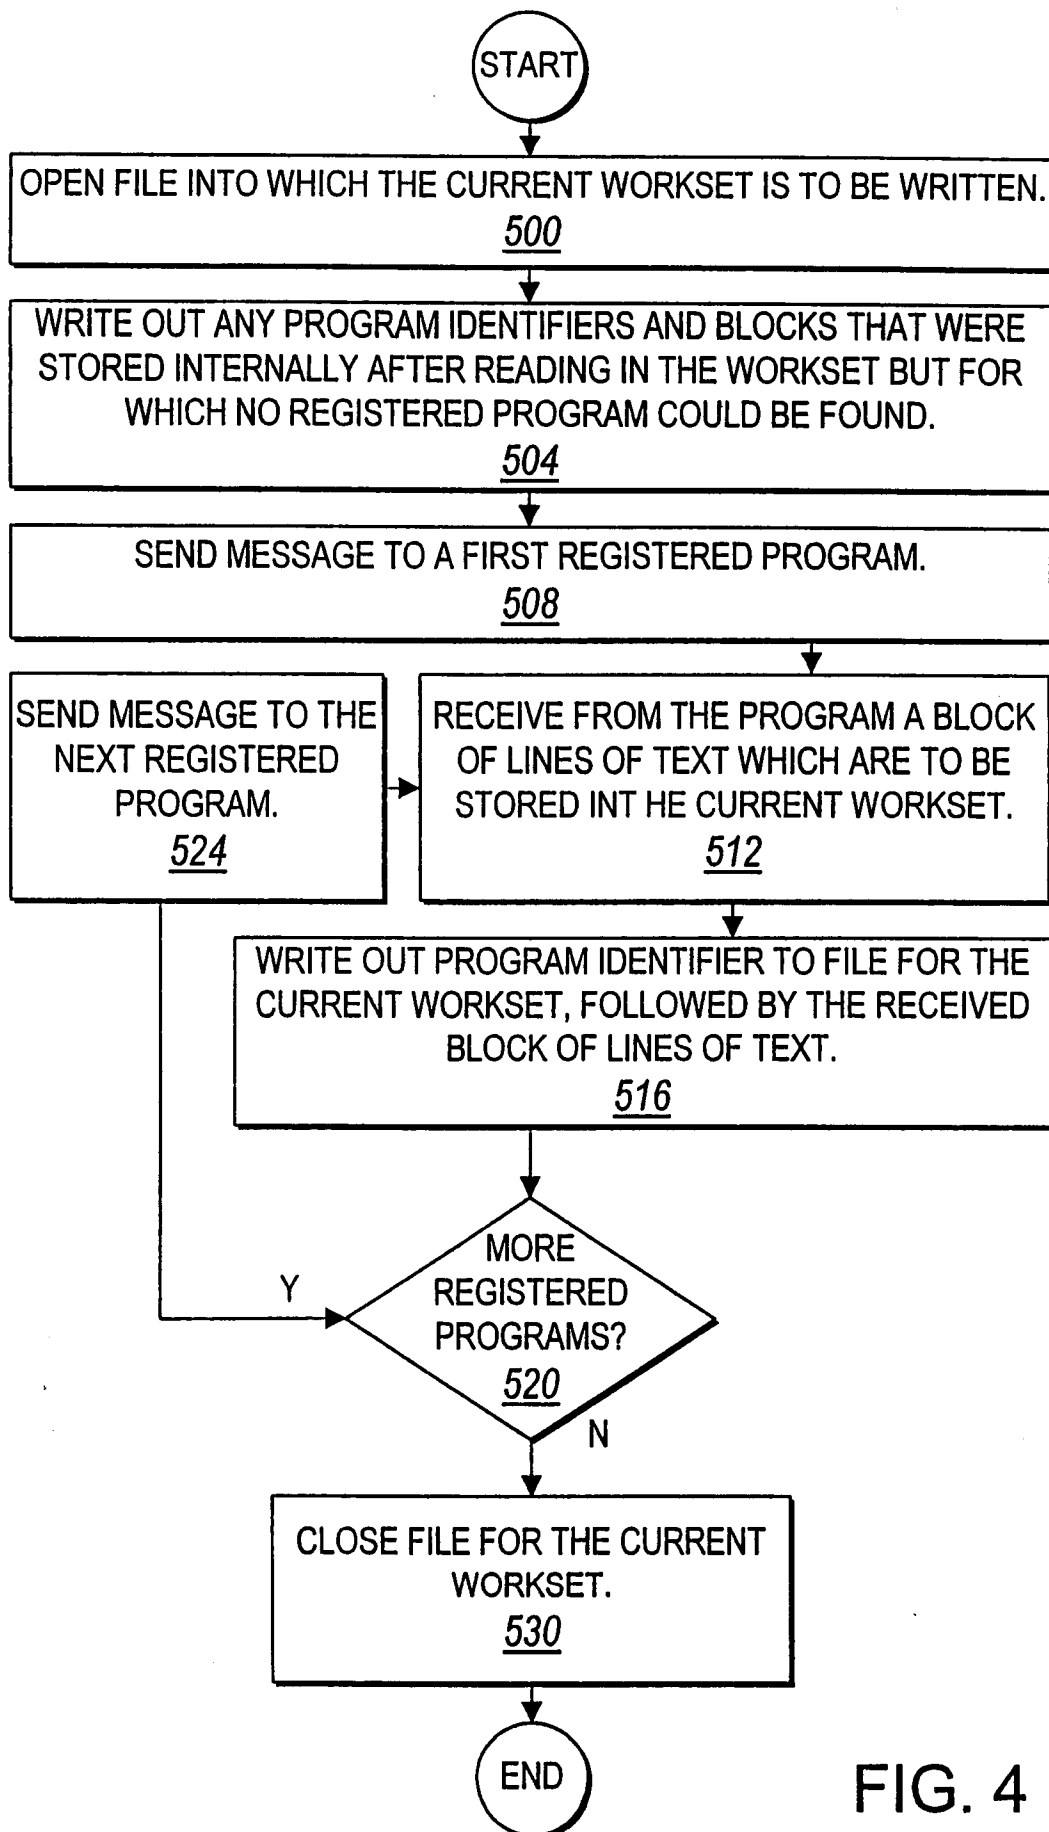 START
OPEN FILE INTO WHICH THE CURRENT WORKSET IS TO BE WRITTEN.
500
WRITE OUT ANY PROGRAM IDENTIFIERS AND BLOCKS THAT WERE
STORED INTERNALLY AFTER READING IN THE WORKSET BUT FOR
WHICH NO REGISTERED PROGRAM COULD BE FOUND.
504
SEND MESSAGE TO A FIRST REGISTERED PROGRAM.
508
SEND MESSAGE TO THE
NEXT REGISTERED
PROGRAM.
524
RECEIVE FROM THE PROGRAM A BLOCK
OF LINES OF TEXT WHICH ARE TO BE
STORED INT HE CURRENT WORKSET.
512
WRITE OUT PROGRAM IDENTIFIER TO FILE FOR THE
CURRENT WORKSET, FOLLOWED BY THE RECEIVED
BLOCK OF LINES OF TEXT.
516
MORE
REGISTERED
PROGRAMS?
520
Y
N
CLOSE FILE FOR THE CURRENT
WORKSET.
530
END
FIG. 4